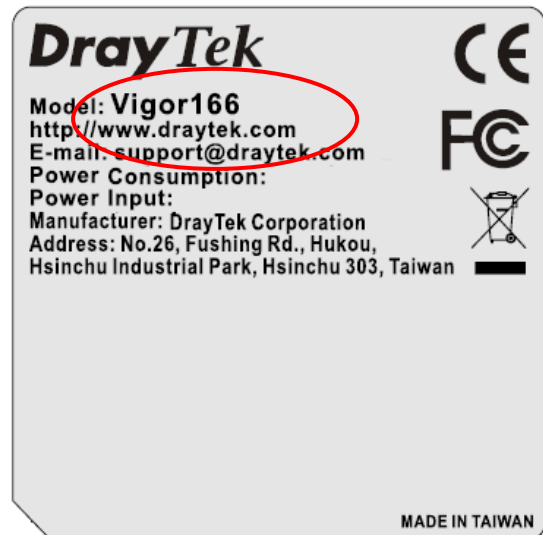 DrayTek
Model: Vigor166
http://www.draytek.com
E-mail: support@draytek.com
Power Consumption:
Power Input:
Manufacturer: DrayTek Corporation
Address: No.26, Fushing Rd., Hukou,
Hsinchu Industrial Park, Hsinchu 303, Taiwan
CE
FC
MADE IN TAIWAN